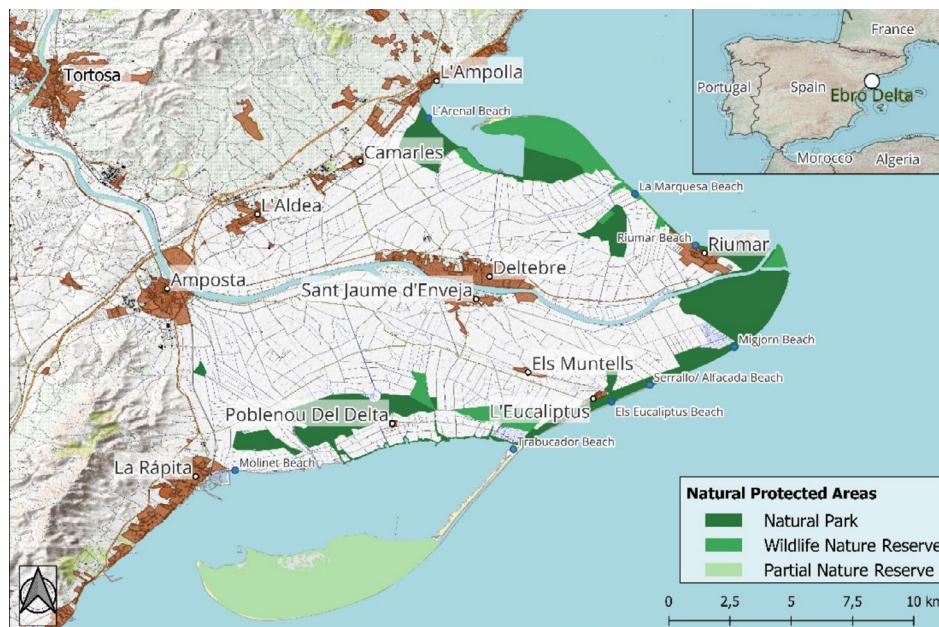 France
Portugal
Spain
Ebro Delta
Morocco
Algeria
Tortosa
L'Ampolla
L'Arenal Beach
Camarles
La Marquesa Beach
L'Aldea
Riumar Beach
Riumar
Deltebre
Amposta
Sant Jaume d'Enveja
Migjorn Beach
Els Muntells
Serrallo/ Alfacada Beach
L'Eucaliptus
Els Eucaliptus Beach
Poblenou Del Delta
Trabucador Beach
La Rápita
Molinet Beach
Natural Protected Areas
Natural Park
Wildlife Nature Reserve
Partial Nature Reserve
0 2,5 5 7,5 10 km